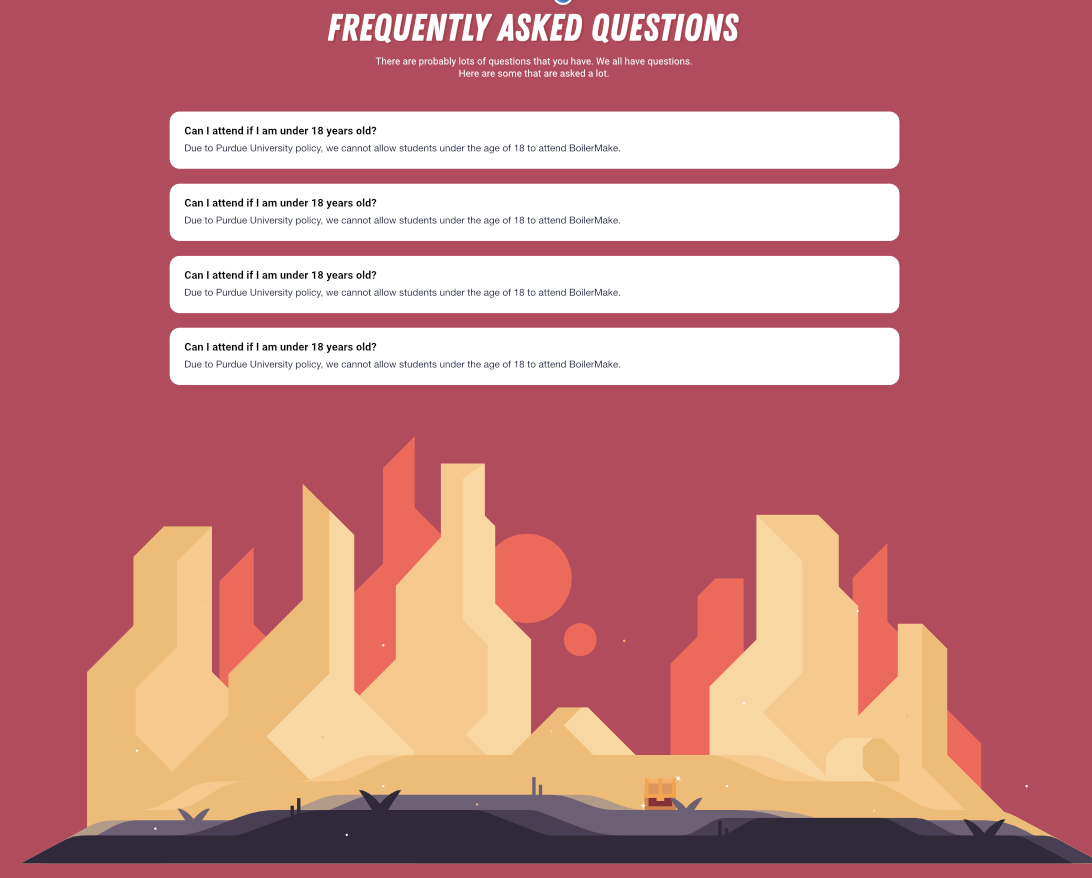 FREQUENTLY ASKED QUESTIONS
There are probably lots of questions that you have. We all have questions.
Here are some that are asked a lot.
Can I attend if I am under 18 years old?
Due to Purdue University policy, we cannot allow students under the age of 18 to attend BoilerMake.
Can I attend if I am under 18 years old?
Due to Purdue University policy, we cannot allow students under the age of 18 to attend BoilerMake.
Can I attend if I am under 18 years old?
Due to Purdue University policy, we cannot allow students under the age of 18 to attend BoilerMake.
Can I attend if I am under 18 years old?
Due to Purdue University policy, we cannot allow students under the age of 18 to attend BoilerMake.